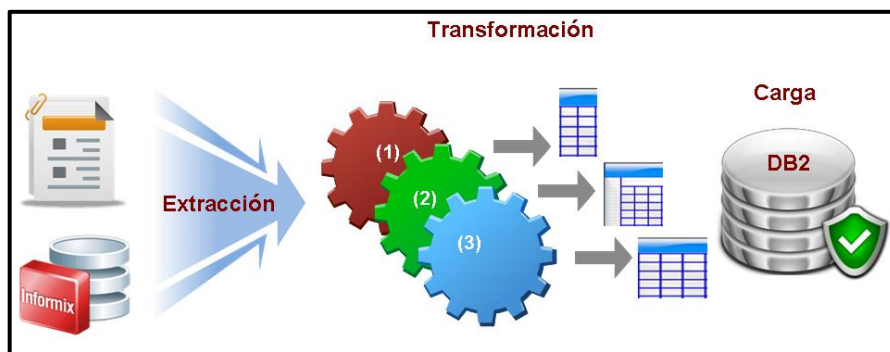 Transformación
Carga
(1)
DB2
(2)
Extracción
(3)
Informix